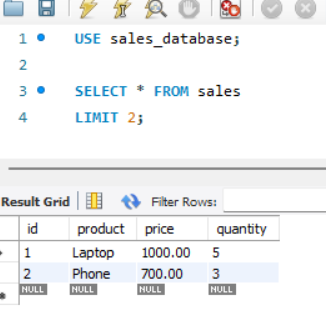 1 USE sales_database;
2
3 SELECT * FROM sales
4 LIMIT 2;
Result Grid Filter Rows:
id product price quantity
1 Laptop 1000.00 5
2 Phone 700.00 3
NULL NULL NULL NULL